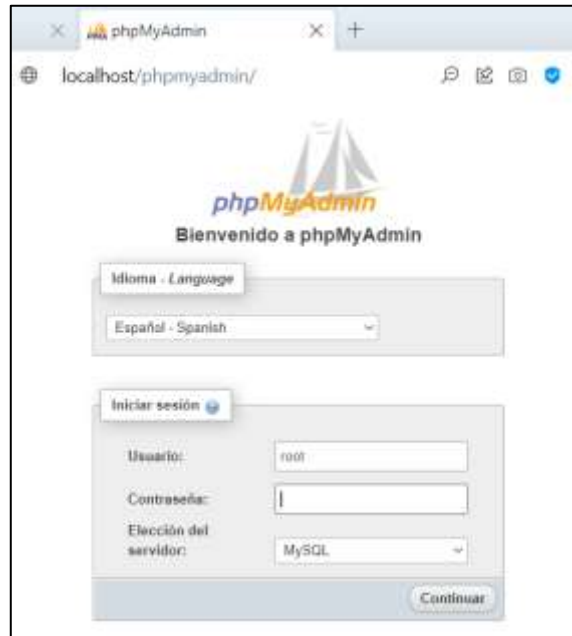 phpMyAdmin
localhost/phpmyadmin/
phpMyAdmin
Bienvenido a phpMyAdmin
Idioma - Language
Español - Spanish
Iniciar sesión
Usuario: root
Contraseña:
Elección del
servidor: MySQL
Continuar